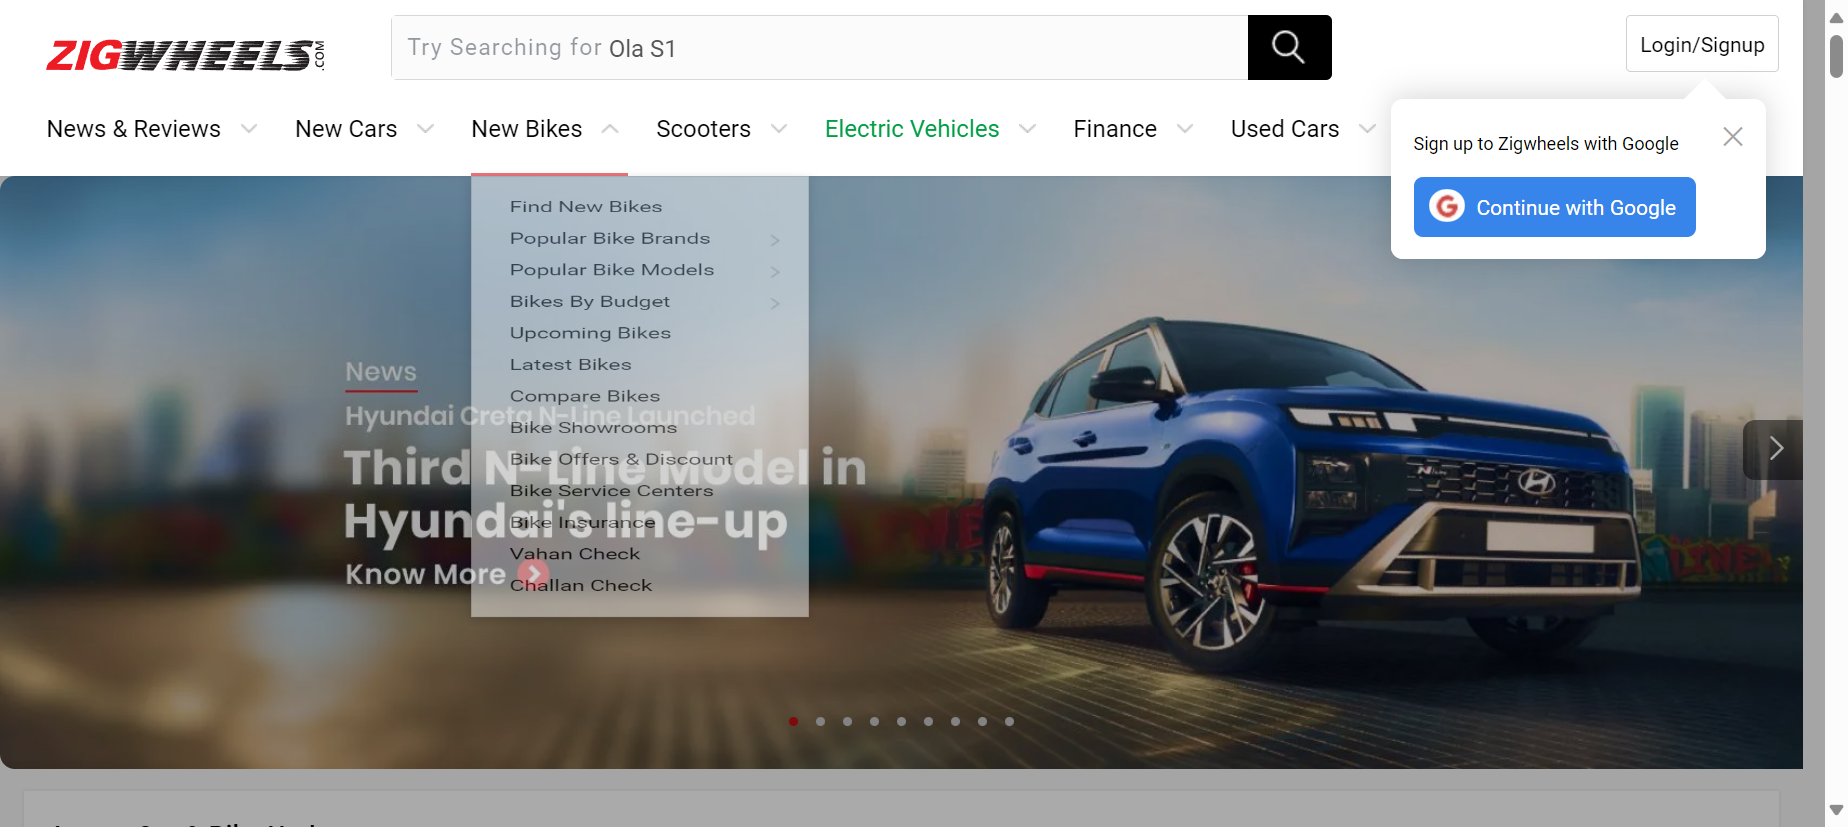 ZIGWHEELS.COM
Try Searching for Ola S1
Login/Signup
News & Reviews
New Cars
New Bikes
Scooters
Electric Vehicles
Finance
Used Cars
Sign up to Zigwheels with Google
G Continue with Google
Find New Bikes
Popular Bike Brands
Popular Bike Models
Bikes By Budget
Upcoming Bikes
Latest Bikes
Compare Bikes
Bike Showrooms
Bike Offers & Discount
Bike Service Centers
Bike Insurance
Vahan Check
Challan Check
News
Hyundai Creta N-Line Launched
Third N-Line Model in
Hyundai's line-up
Know More